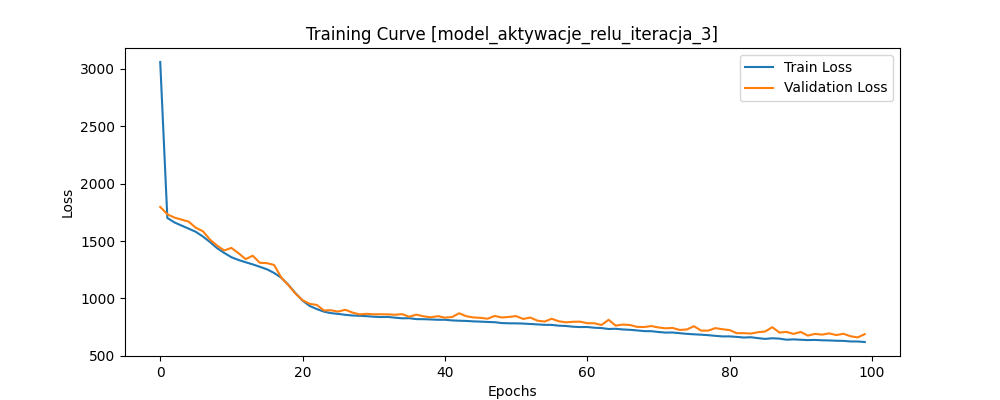 Training Curve [model_aktywacje_relu_iteracja_3]
3000
2500
2000
1500
1000
500
Loss
Train Loss
Validation Loss
0 20 40 60 80 100
Epochs